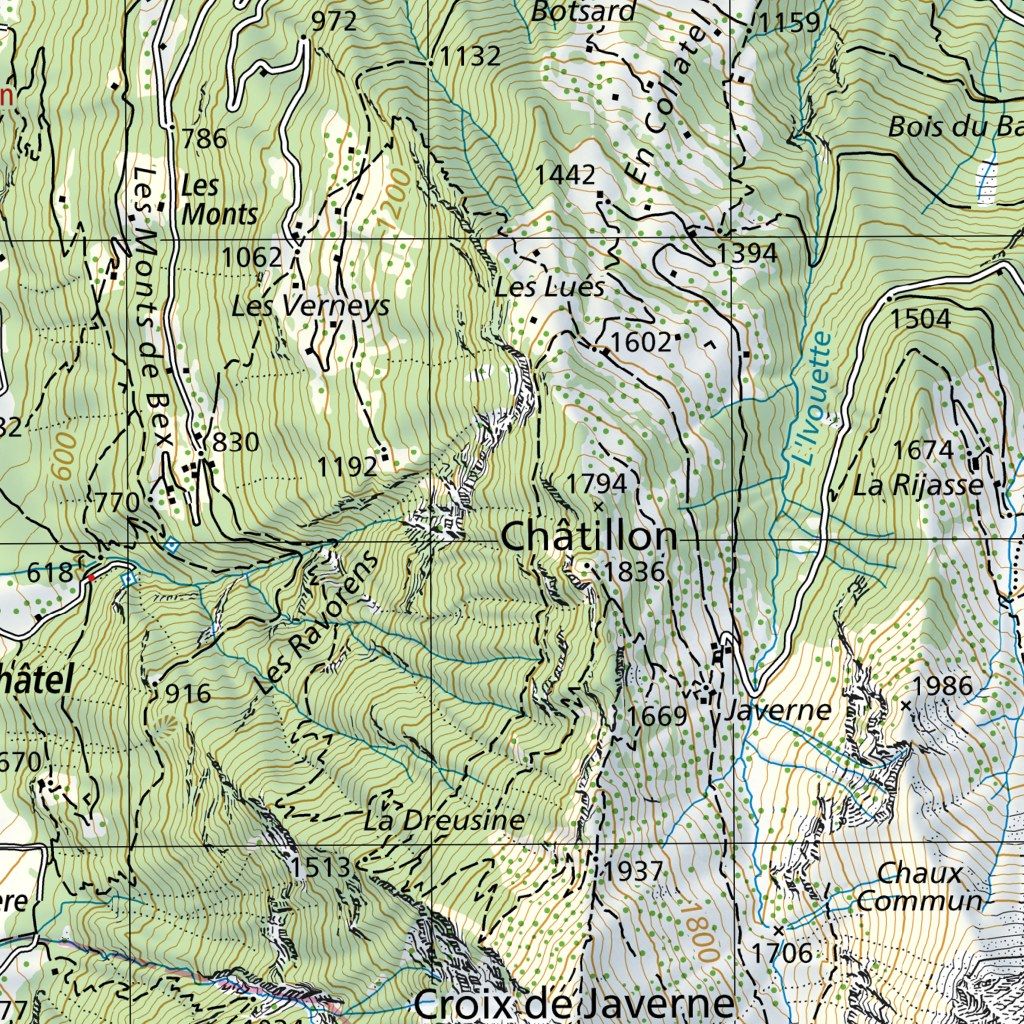 972
Botsard
1159
1132
En Collatel
786
Bois du Ba
Les
Monts
1442
1200
Les Monts de Bex
1062
1394
Les Verneys
Les Lués
1504
1602
L'Ivouette
830
600
1192
1674
La Rijasse
1794
770
Châtillon
618
1836
Les Ravorens
hâtel
916
1986
1669
Javerne
670
La Dreusine
1513
1937
Chaux
Commun
ere
1800
1706
Croix de Javerne